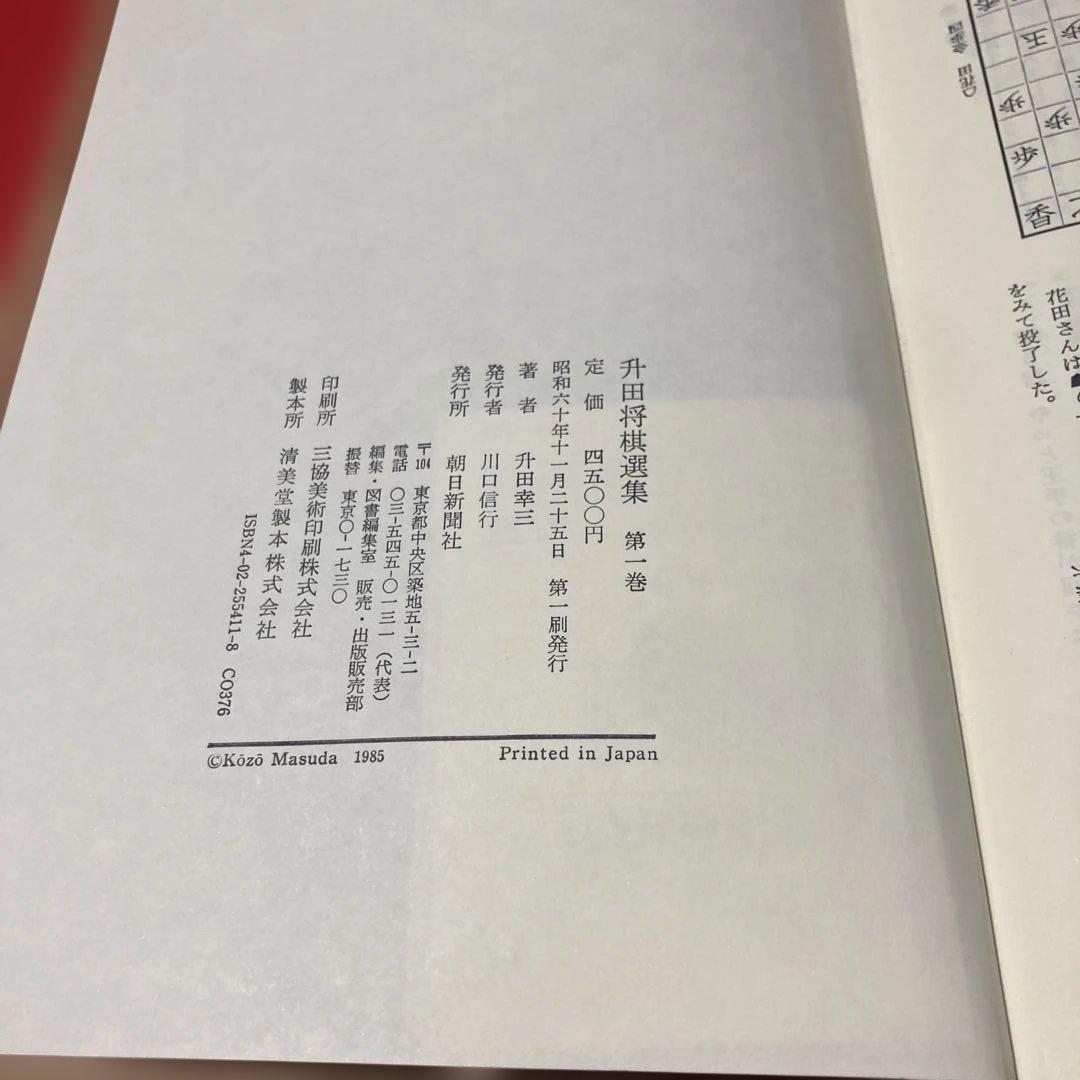 花田さんは
をみて投了した。
升田将棋選集 第一巻
定価 四五〇〇円
昭和六十年十一月二十五日 第一刷発行
著者 升田幸三
発行者 川口信行
発行所 朝日新聞社
〒104 東京都中央区築地五-三-二
電話 〇三-五四五-〇一三一（代表）
編集・図書編集室 販売・出版販売部
振替 東京〇-一七三〇
印刷所 三協美術印刷株式会社
製本所 清美堂製本株式会社
ISBN4-02-255411-8 C0376
©Kōzō Masuda 1985 Printed in Japan
玉
歩
歩
歩
歩
香